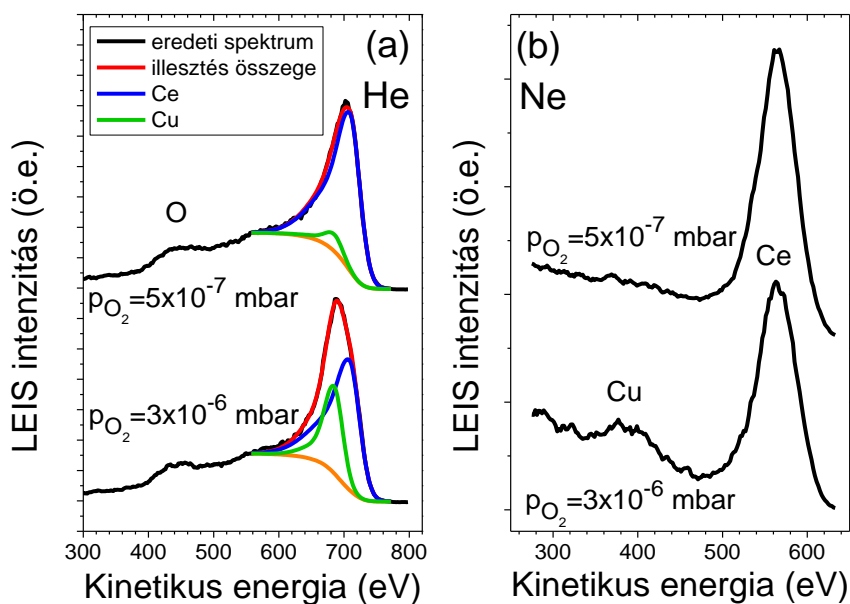 (a)
He
eredeti spektrum
illesztés összege
Ce
Cu
O
pO₂=5x10⁻⁷ mbar
pO₂=3x10⁻⁶ mbar
LEIS intenzitás (ö.e.)
300 400 500 600 700 800
Kinetikus energia (eV)
(b)
Ne
pO₂=5x10⁻⁷ mbar
Ce
Cu
pO₂=3x10⁻⁶ mbar
LEIS intenzitás (ö.e.)
300 400 500 600
Kinetikus energia (eV)